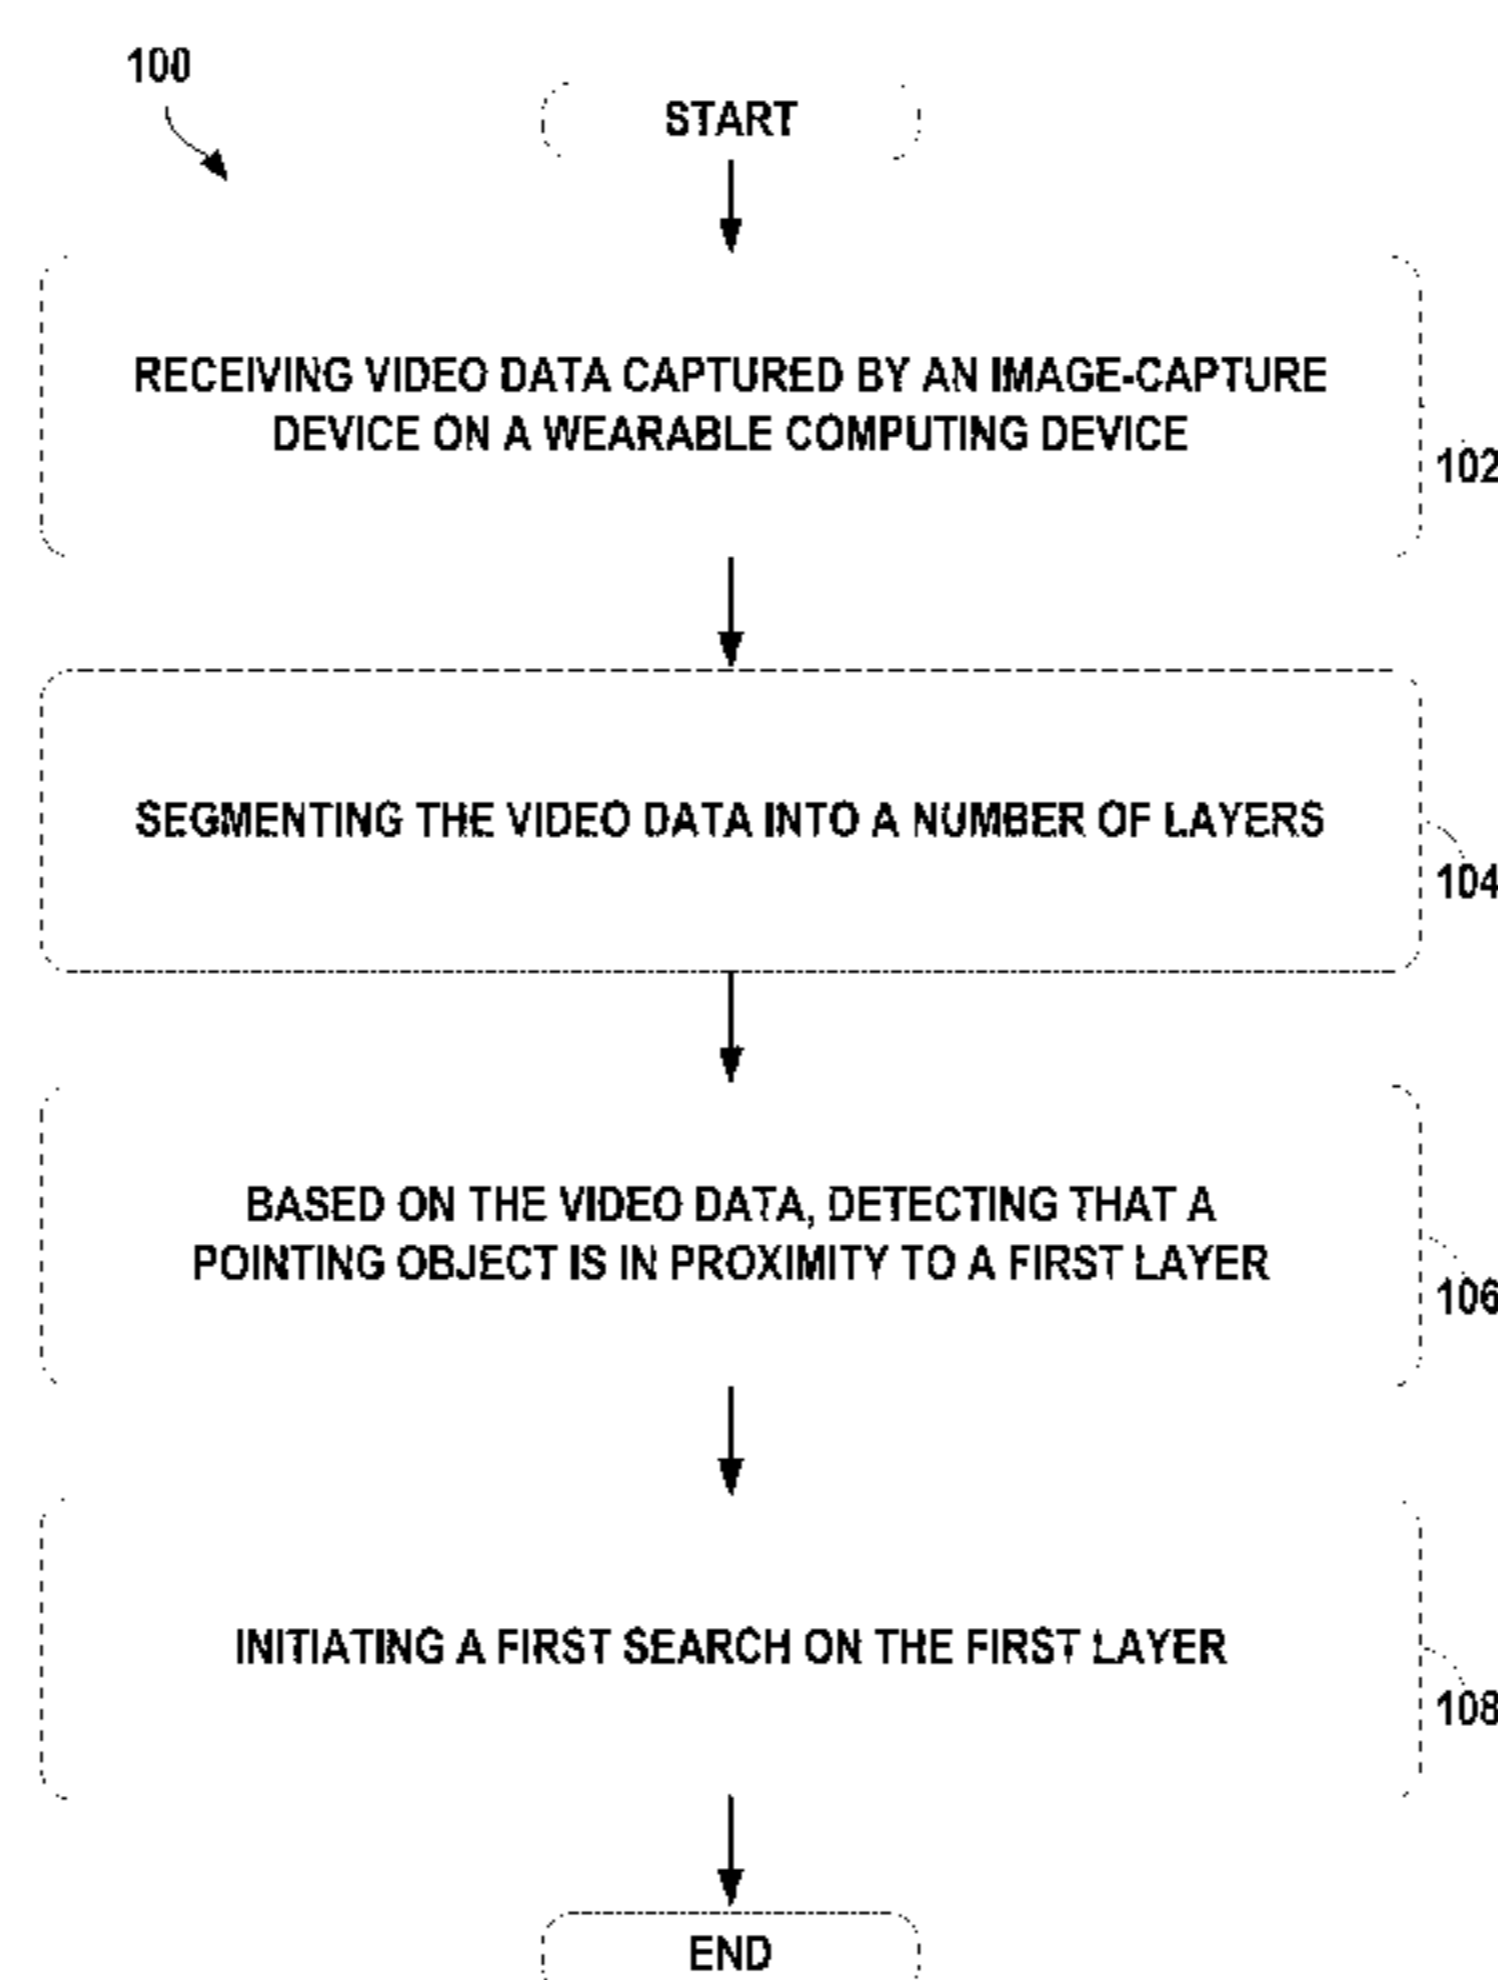 100
START
RECEIVING VIDEO DATA CAPTURED BY AN IMAGE-CAPTURE
DEVICE ON A WEARABLE COMPUTING DEVICE
102
SEGMENTING THE VIDEO DATA INTO A NUMBER OF LAYERS
104
BASED ON THE VIDEO DATA, DETECTING THAT A
POINTING OBJECT IS IN PROXIMITY TO A FIRST LAYER
106
INITIATING A FIRST SEARCH ON THE FIRST LAYER
108
END